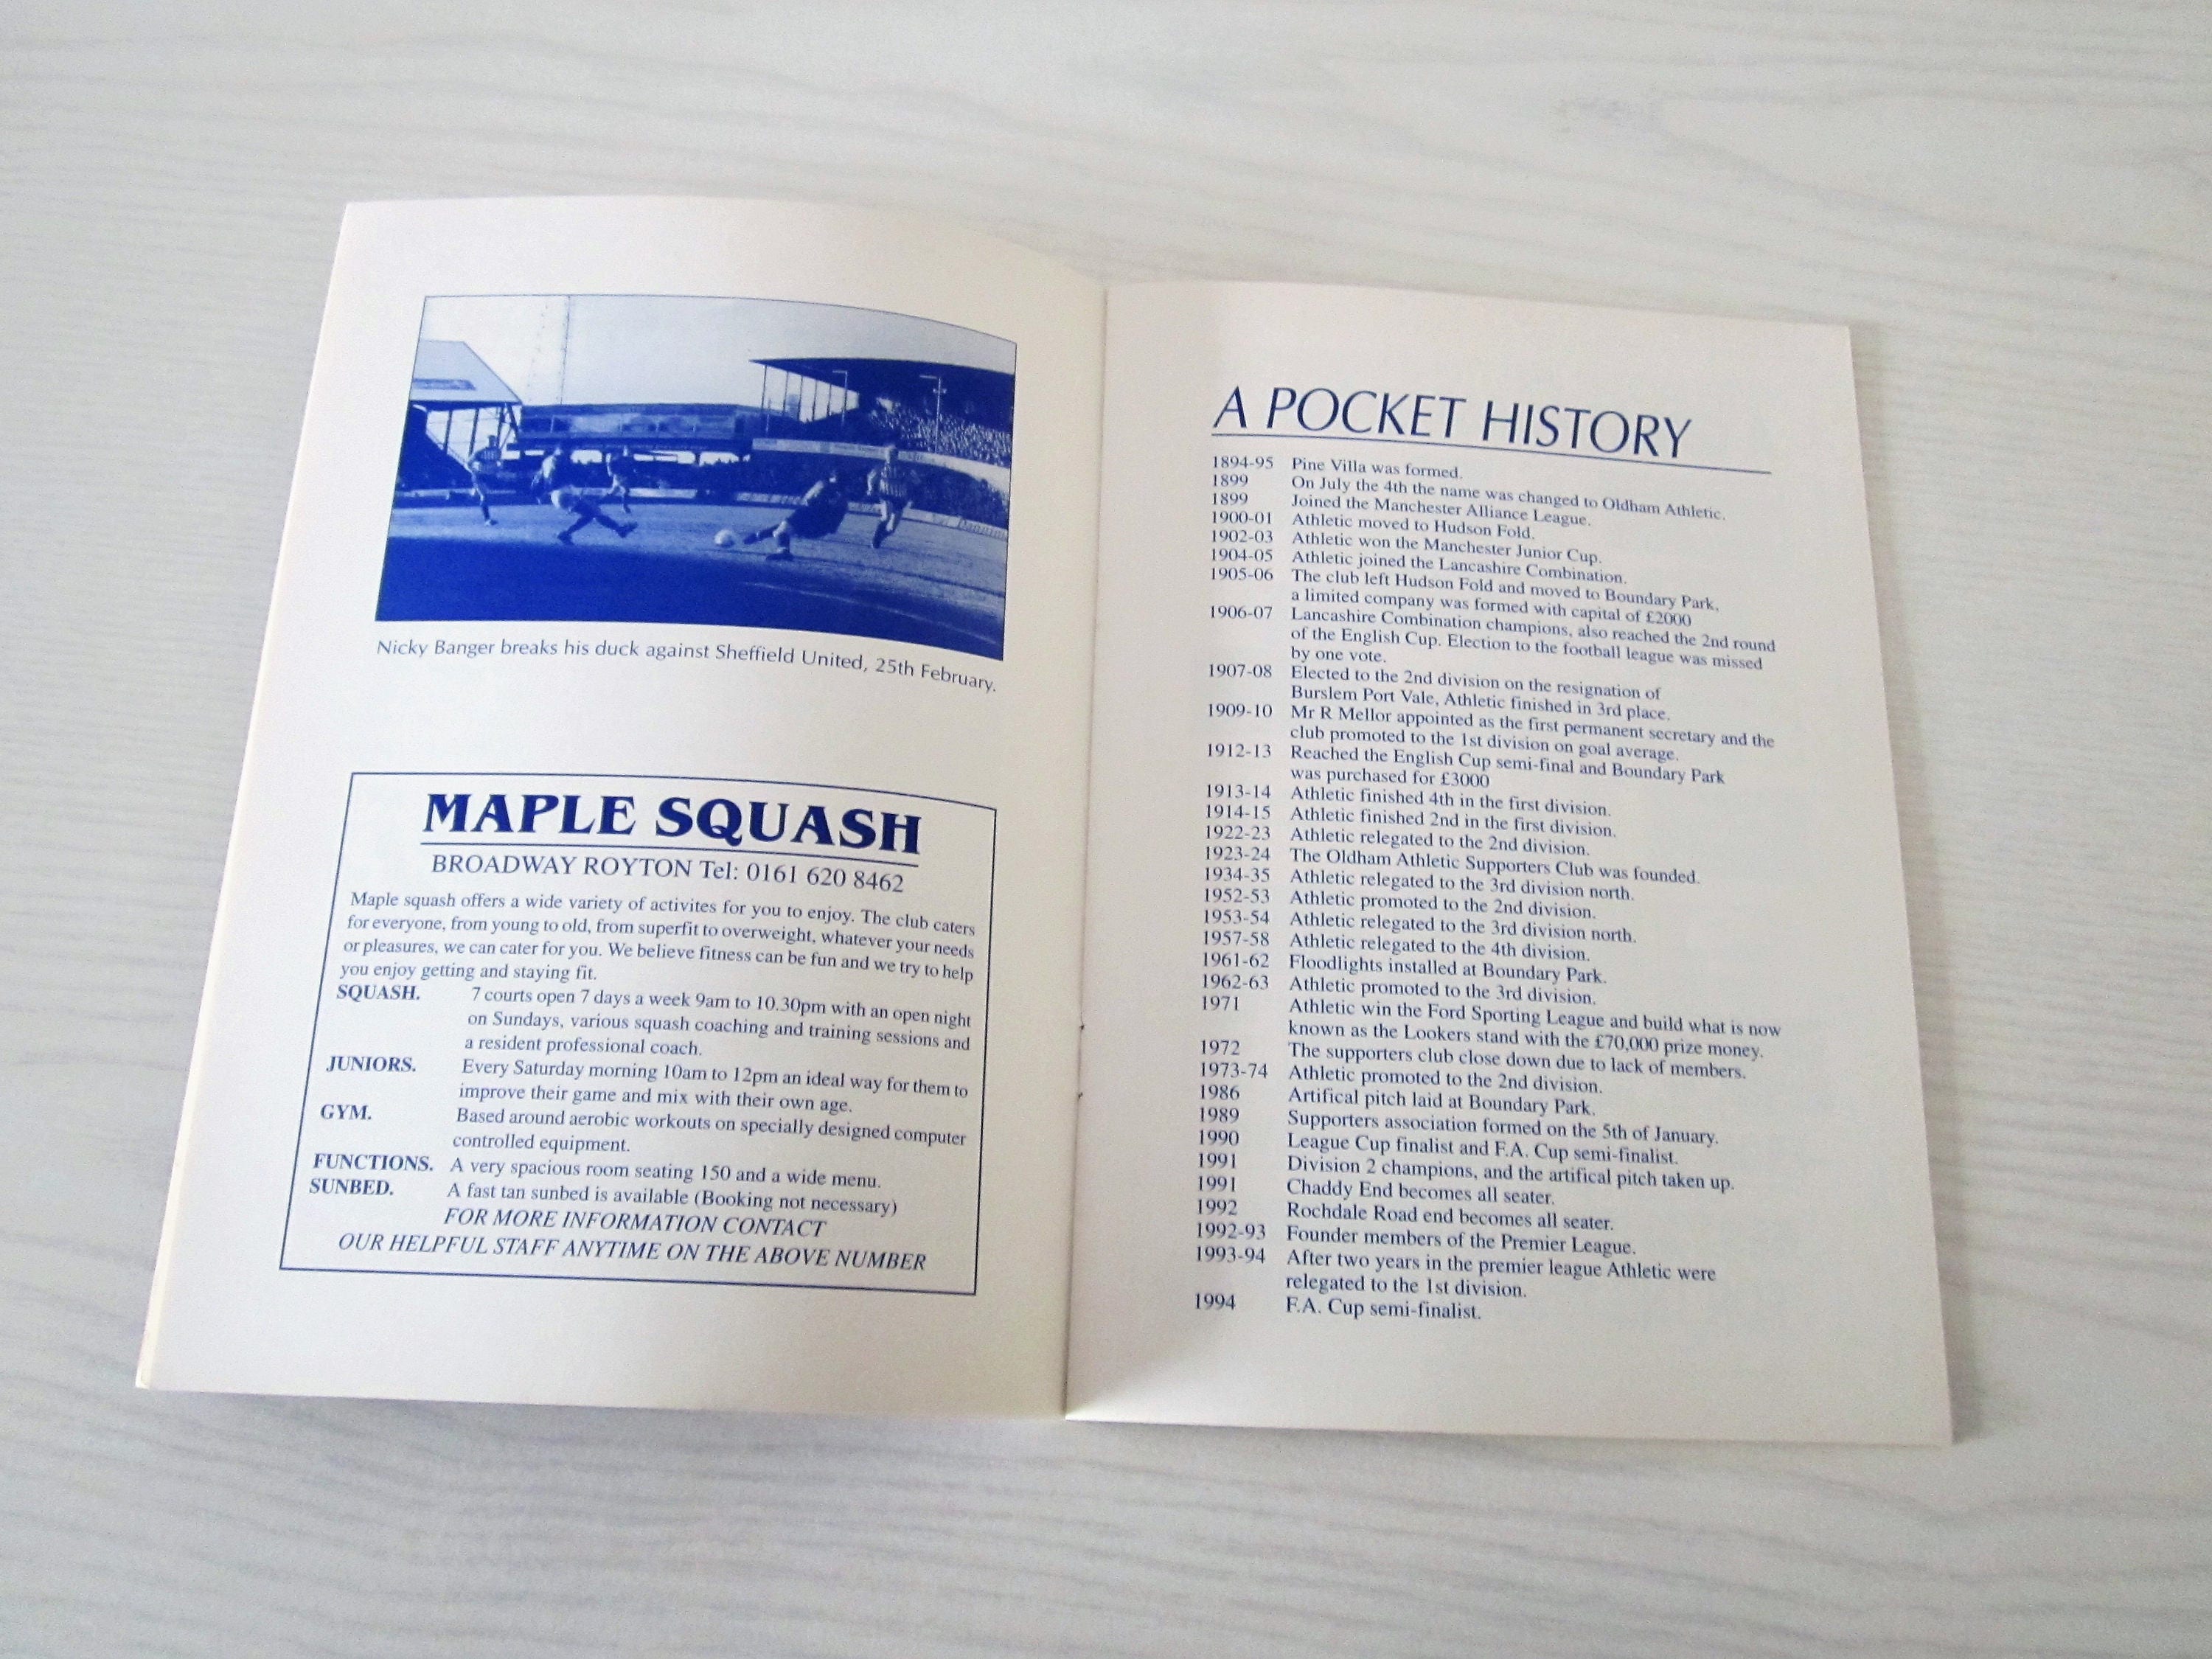 Nicky Banger breaks his duck against Sheffield United, 25th February.
MAPLE SQUASH
BROADWAY ROYTON Tel: 0161 620 8462
Maple squash offers a wide variety of activites for you to enjoy. The club caters
for everyone, from young to old, from superfit to overweight, whatever your needs
or pleasures, we can cater for you. We believe fitness can be fun and we try to help
you enjoy getting and staying fit.
SQUASH. 7 courts open 7 days a week 9am to 10.30pm with an open night
on Sundays, various squash coaching and training sessions and
a resident professional coach.
JUNIORS. Every Saturday morning 10am to 12pm an ideal way for them to
improve their game and mix with their own age.
GYM. Based around aerobic workouts on specially designed computer
controlled equipment.
FUNCTIONS. A very spacious room seating 150 and a wide menu.
SUNBED. A fast tan sunbed is available (Booking not necessary)
FOR MORE INFORMATION CONTACT
OUR HELPFUL STAFF ANYTIME ON THE ABOVE NUMBER
A POCKET HISTORY
1894-95 Pine Villa was formed.
1899 On July the 4th the name was changed to Oldham Athletic.
1899 Joined the Manchester Alliance League.
1900-01 Athletic moved to Hudson Fold.
1902-03 Athletic won the Manchester Junior Cup.
1904-05 Athletic joined the Lancashire Combination.
1905-06 The club left Hudson Fold and moved to Boundary Park,
a limited company was formed with capital of £2000
1906-07 Lancashire Combination champions, also reached the 2nd round
of the English Cup. Election to the football league was missed
by one vote.
1907-08 Elected to the 2nd division on the resignation of
Burslem Port Vale, Athletic finished in 3rd place.
1909-10 Mr R Mellor appointed as the first permanent secretary and the
club promoted to the 1st division on goal average.
1912-13 Reached the English Cup semi-final and Boundary Park
was purchased for £3000
1913-14 Athletic finished 4th in the first division.
1914-15 Athletic finished 2nd in the first division.
1922-23 Athletic relegated to the 2nd division.
1923-24 The Oldham Athletic Supporters Club was founded.
1934-35 Athletic relegated to the 3rd division north.
1952-53 Athletic promoted to the 2nd division.
1953-54 Athletic relegated to the 3rd division north.
1957-58 Athletic relegated to the 4th division.
1961-62 Floodlights installed at Boundary Park.
1962-63 Athletic promoted to the 3rd division.
1971 Athletic win the Ford Sporting League and build what is now
known as the Lookers stand with the £70,000 prize money.
1972 The supporters club close down due to lack of members.
1973-74 Athletic promoted to the 2nd division.
1986 Artifical pitch laid at Boundary Park.
1989 Supporters association formed on the 5th of January.
1990 League Cup finalist and F.A. Cup semi-finalist.
1991 Division 2 champions, and the artifical pitch taken up.
1991 Chaddy End becomes all seater.
1992 Rochdale Road end becomes all seater.
1992-93 Founder members of the Premier League.
1993-94 After two years in the premier league Athletic were
relegated to the 1st division.
1994 F.A. Cup semi-finalist.